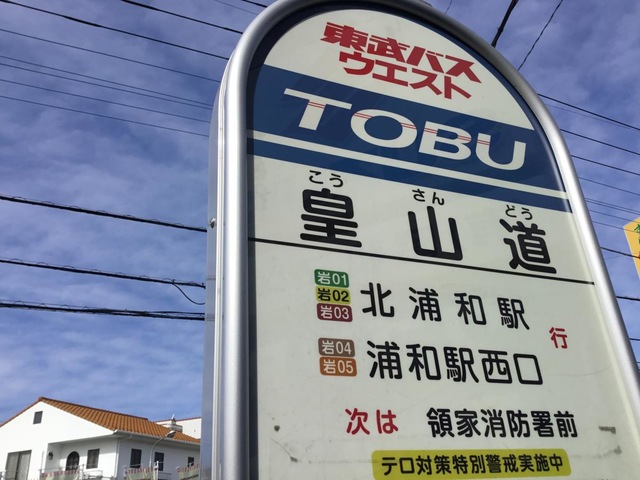 東武バス
ウエスト
TOBU
こう さん どう
皇山道
岩01
岩02
岩03
北浦和駅
行
岩04
岩05
浦和駅西口
次は 領家消防署前
テロ対策特別警戒実施中